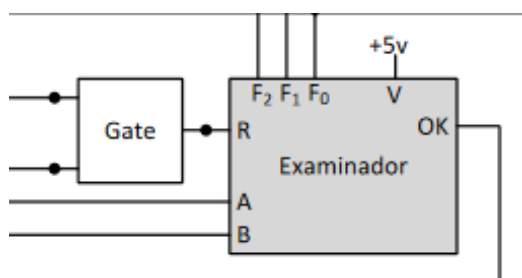 +5v
F₂ F₁ F₀ V
OK
Gate R
Examinador
A
B